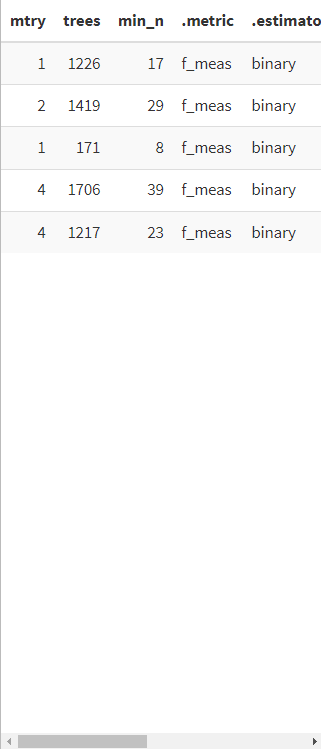 mtry trees min_n .metric .estimato
1 1226 17 f_meas binary
2 1419 29 f_meas binary
1 171 8 f_meas binary
4 1706 39 f_meas binary
4 1217 23 f_meas binary